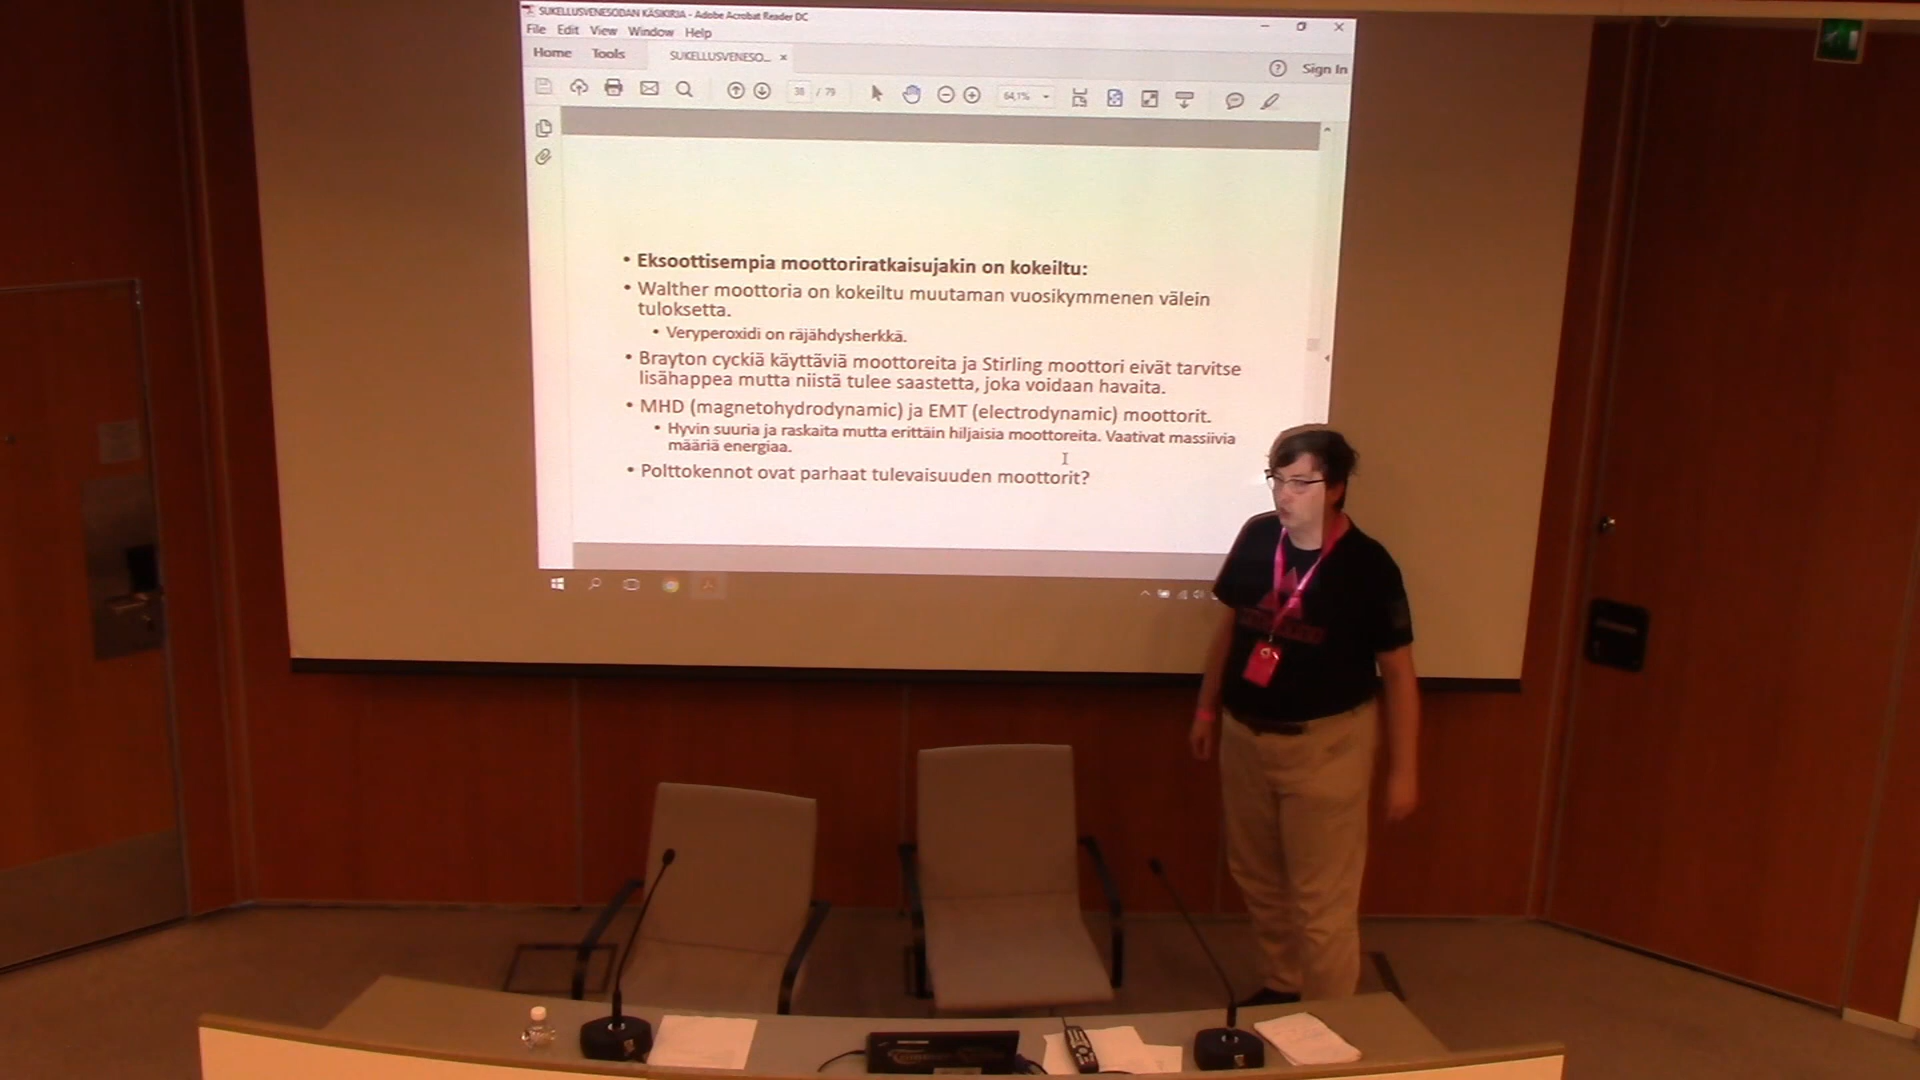 SUKELLUSVENESODAN KÄSIKIRJA - Adobe Acrobat Reader DC
File Edit View Window Help
Home Tools SUKELLUSVENESO... ×
Sign In
38 / 79 64,1%
• Eksoottisempia moottoriratkaisujakin on kokeiltu:
• Walther moottoria on kokeiltu muutaman vuosikymmenen välein
tuloksetta.
• Veryperoxidi on räjähdysherkkä.
• Brayton cyckiä käyttäviä moottoreita ja Stirling moottori eivät tarvitse
lisähappea mutta niistä tulee saastetta, joka voidaan havaita.
• MHD (magnetohydrodynamic) ja EMT (electrodynamic) moottorit.
• Hyvin suuria ja raskaita mutta erittäin hiljaisia moottoreita. Vaativat massiivia
määriä energiaa.
• Polttokennot ovat parhaat tulevaisuuden moottorit?